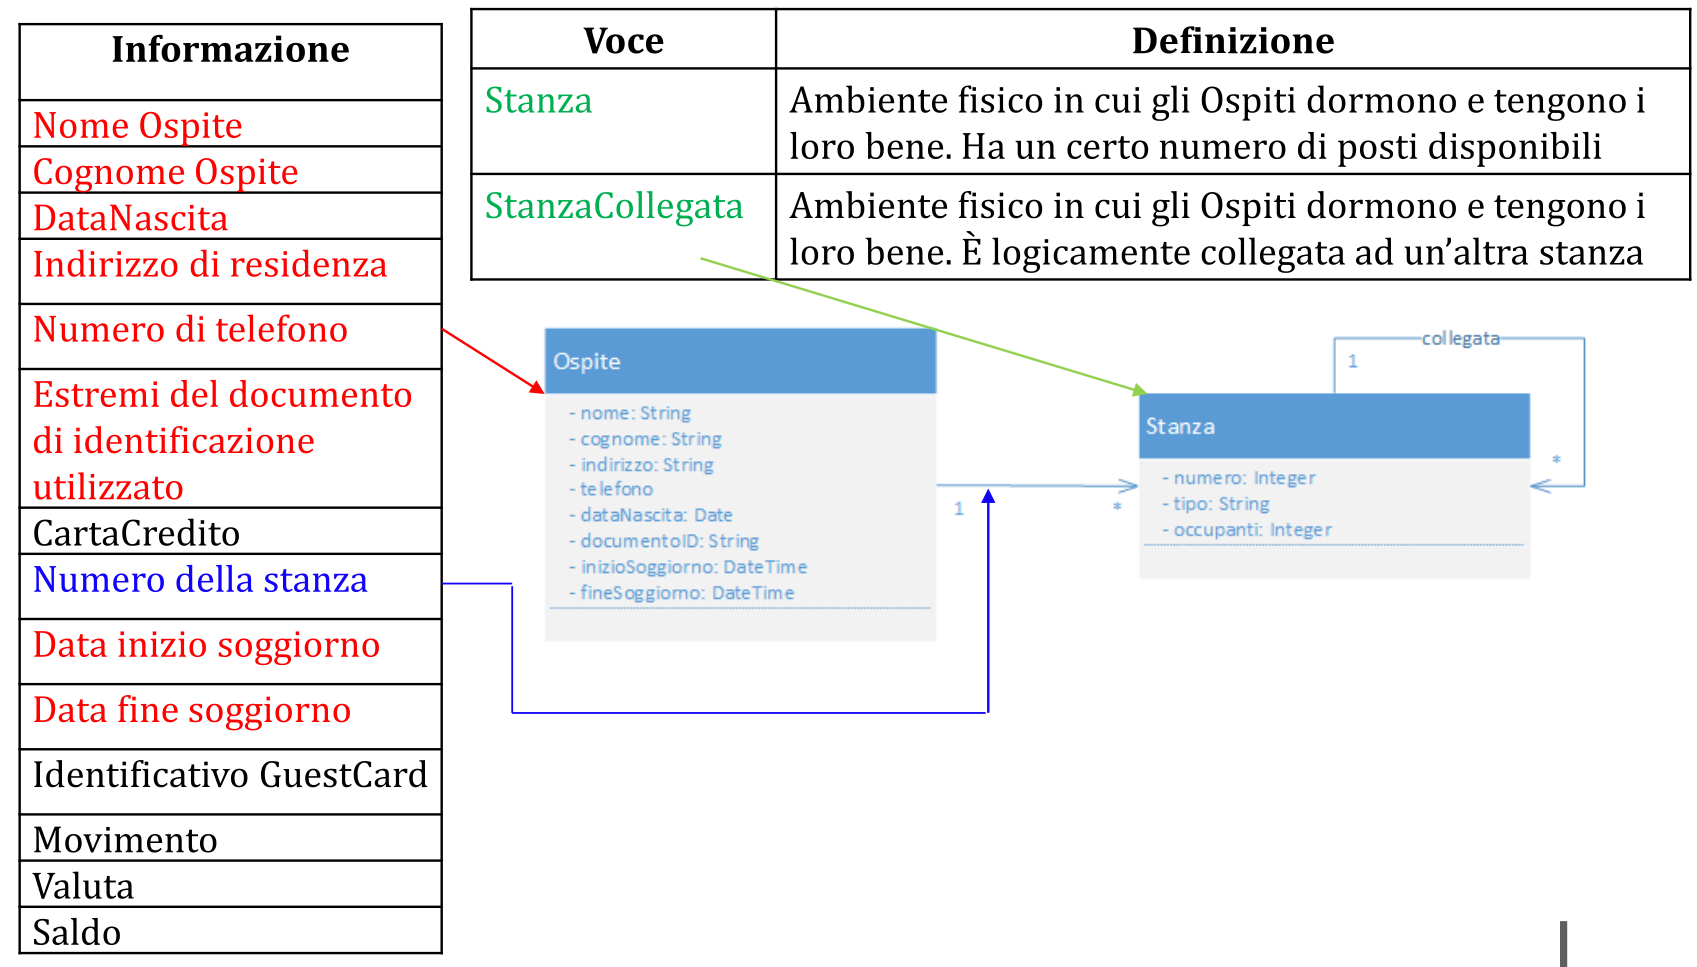 Informazione
Nome Ospite
Cognome Ospite
DataNascita
Indirizzo di residenza
Numero di telefono
Estremi del documento
di identificazione
utilizzato
CartaCredito
Numero della stanza
Data inizio soggiorno
Data fine soggiorno
Identificativo GuestCard
Movimento
Valuta
Saldo
Voce
Definizione
Stanza
Ambiente fisico in cui gli Ospiti dormono e tengono i
loro bene. Ha un certo numero di posti disponibili
StanzaCollegata
Ambiente fisico in cui gli Ospiti dormono e tengono i
loro bene. È logicamente collegata ad un’altra stanza
Ospite
- nome: String
- cognome: String
- indirizzo: String
- telefono
- dataNascita: Date
- documentoID: String
- inizioSoggiorno: DateTime
- fineSoggiorno: DateTime
1
*
collegata
1
*
Stanza
- numero: Integer
- tipo: String
- occupanti: Integer